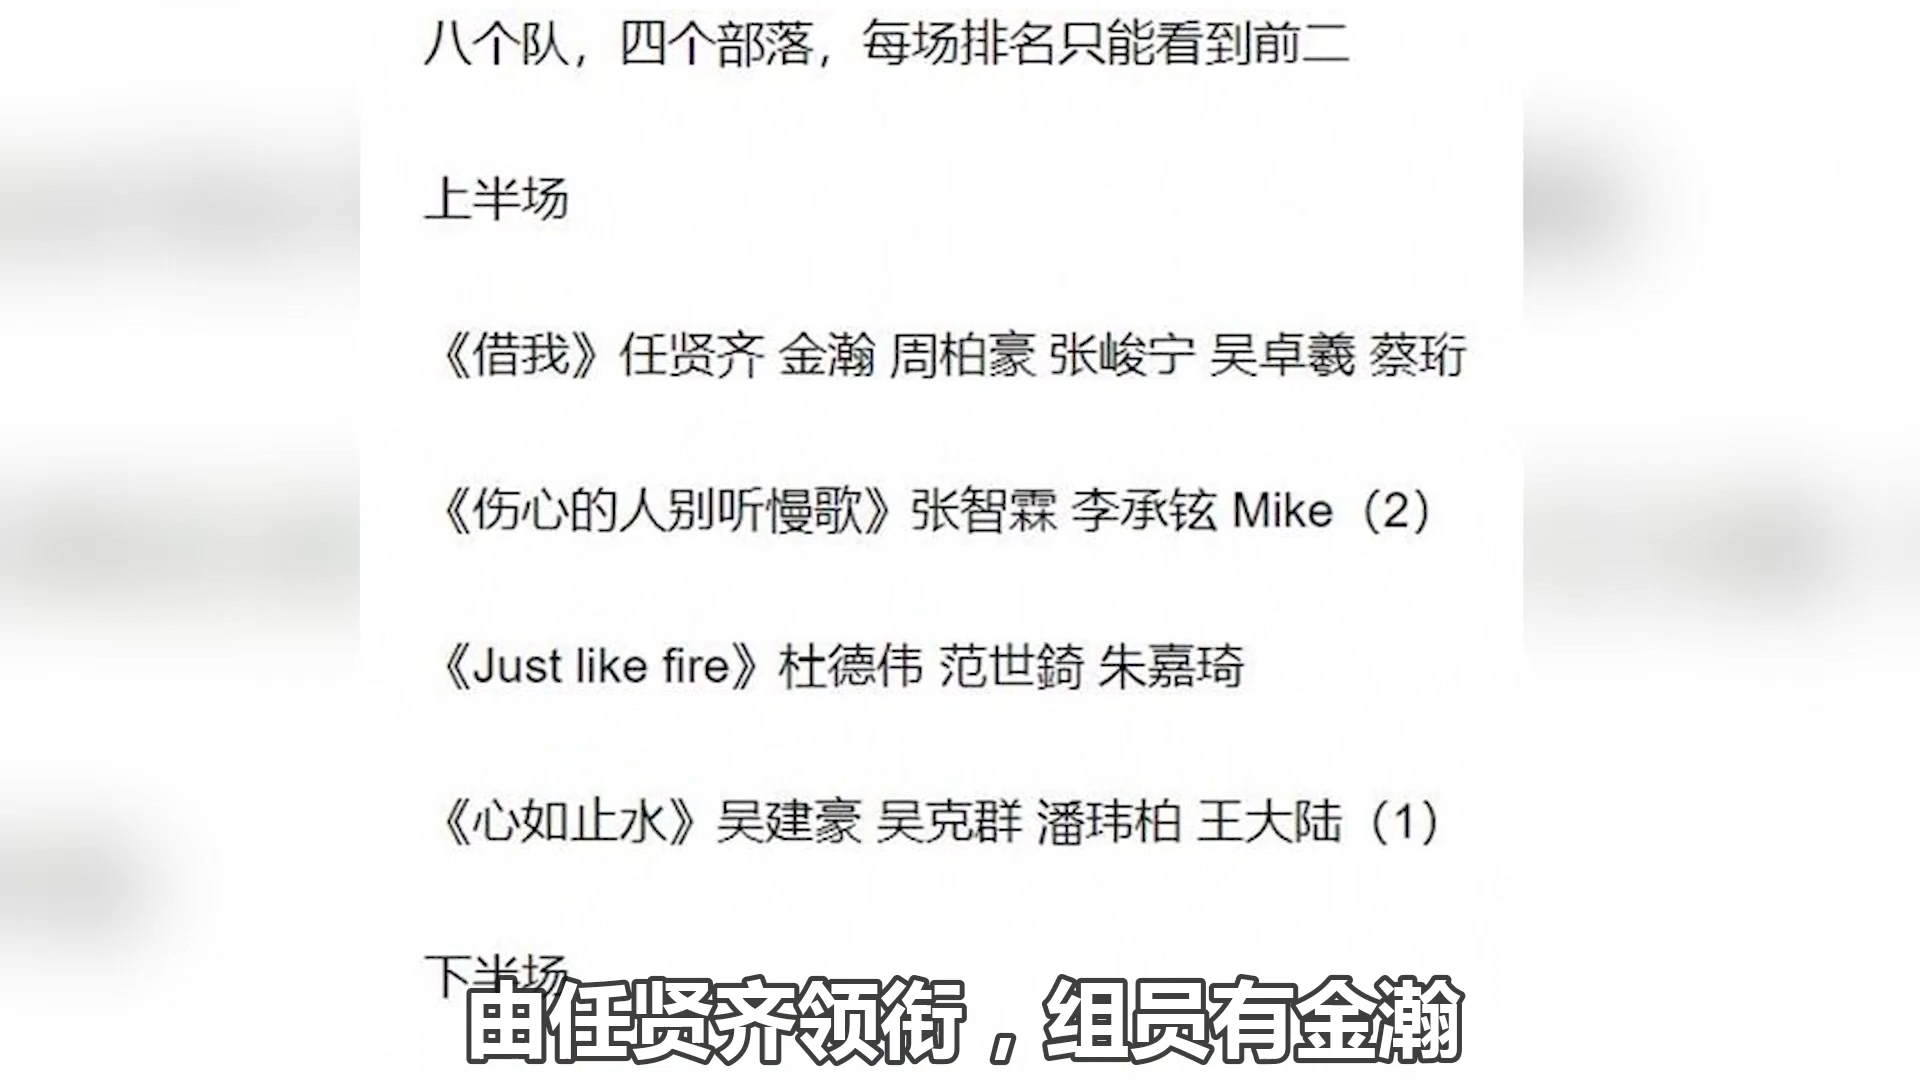 八个队，四个部落，每场排名只能看到前二
上半场
《借我》任贤齐 金瀚 周柏豪 张峻宁 吴卓羲 蔡珩
《伤心的人别听慢歌》张智霖 李承铉 Mike（2）
《Just like fire》杜德伟 范世錡 朱嘉琦
《心如止水》吴建豪 吴克群 潘玮柏 王大陆（1）
下半场
由任贤齐领衔，组员有金瀚